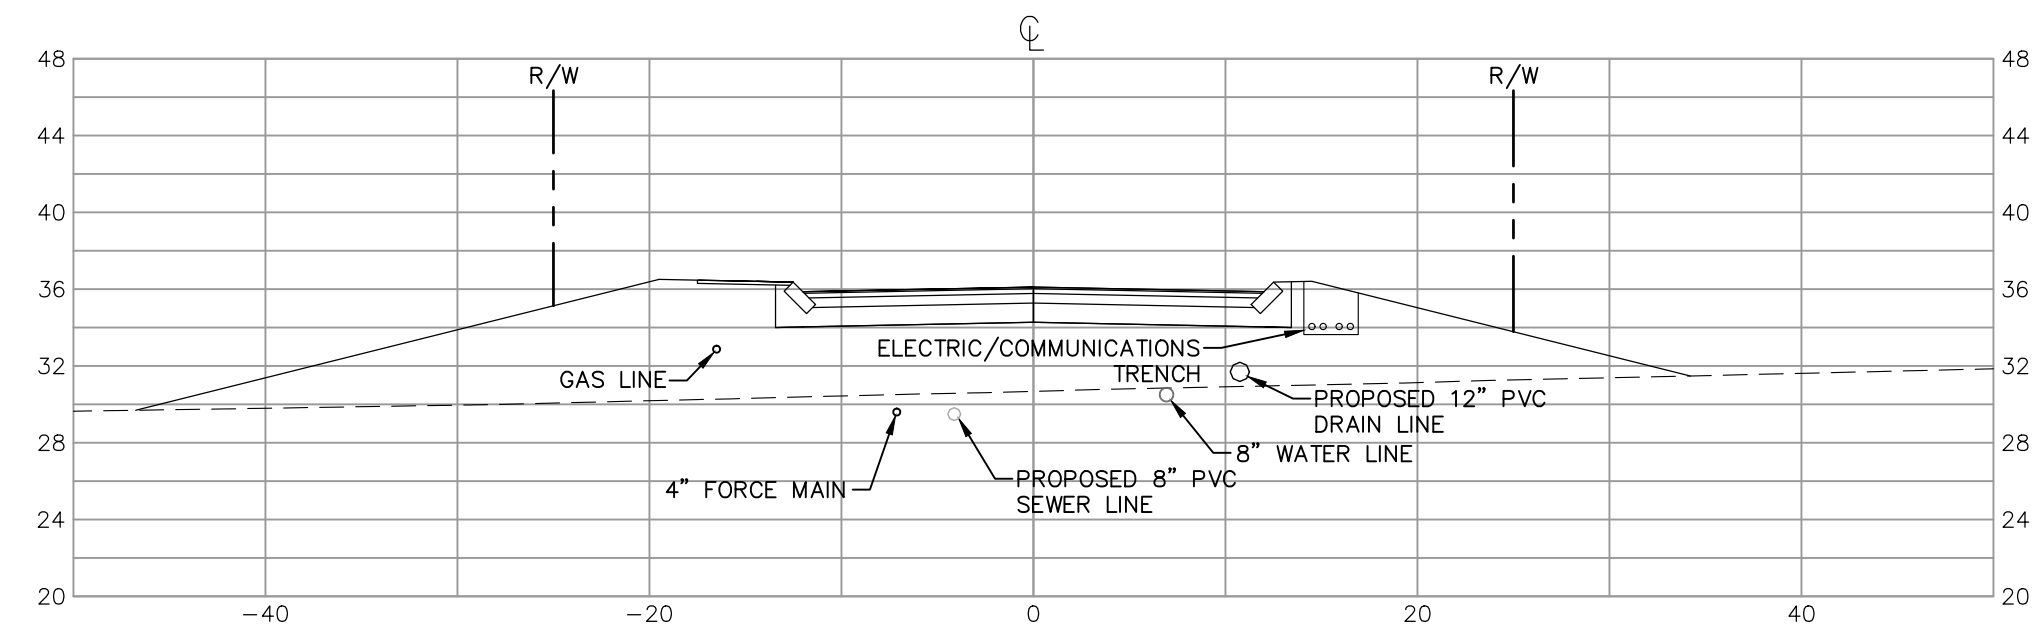 ℄
48 48
R/W R/W
44 44
40 40
36 36
ELECTRIC/COMMUNICATIONS
TRENCH
32 32
GAS LINE
PROPOSED 12” PVC
DRAIN LINE
28 28
8” WATER LINE
4” FORCE MAIN
PROPOSED 8” PVC
SEWER LINE
24 24
20 20
−40 −20 0 20 40